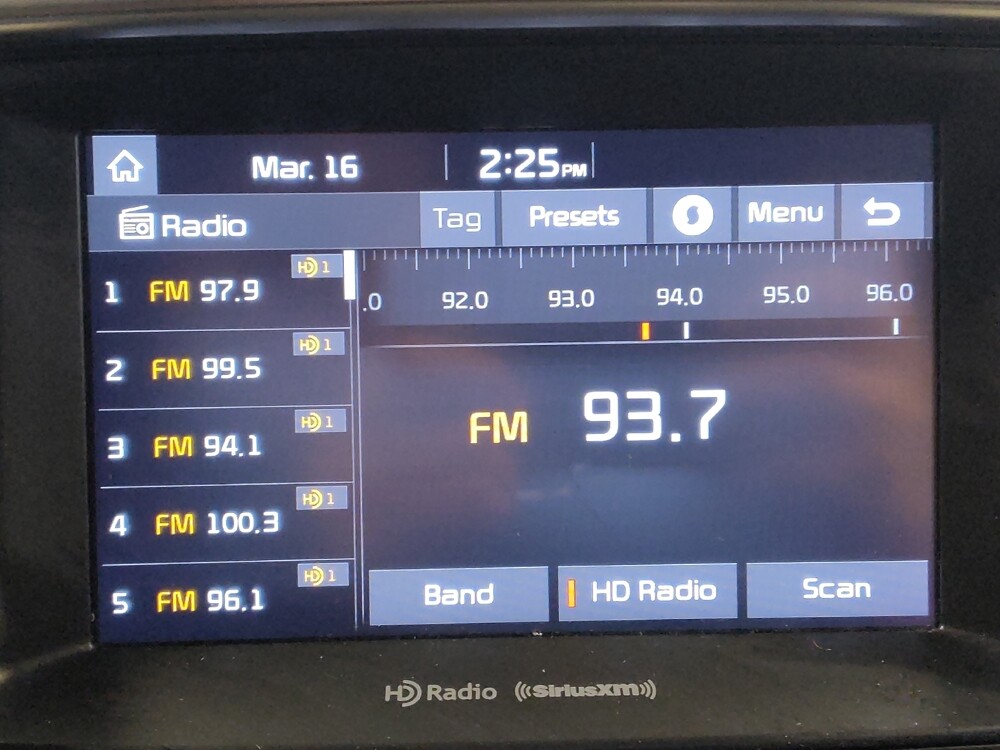 Mar. 16 2:25 PM
Radio Tag Presets Menu
1 FM 97.9 HD 1
2 FM 99.5 HD 1
3 FM 94.1 HD 1
4 FM 100.3 HD 1
5 FM 96.1 HD 1
.0 92.0 93.0 94.0 95.0 96.0
FM 93.7
Band HD Radio Scan
HD Radio SiriusXM